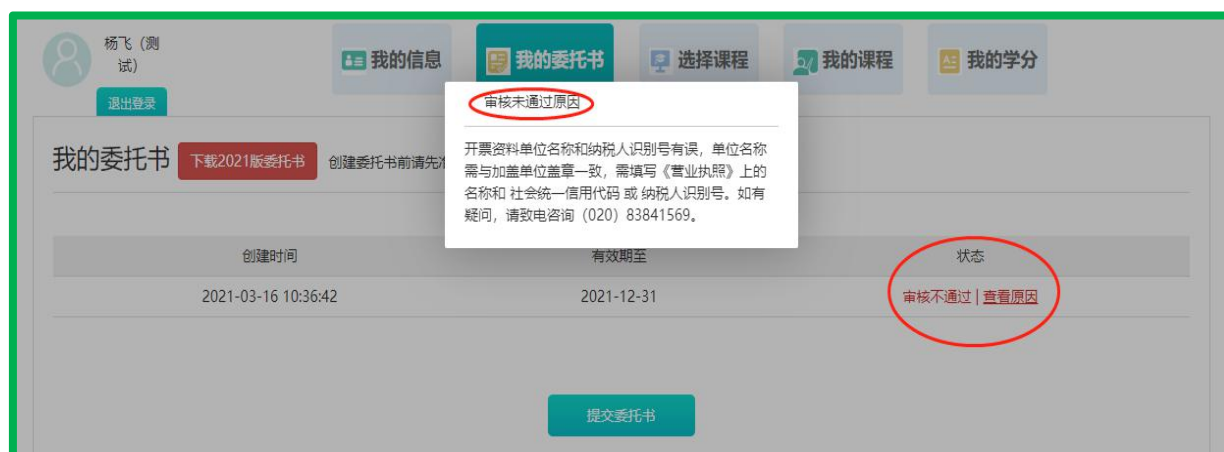 杨飞（测
试）
退出登录
我的信息
我的委托书
选择课程
我的课程
我的学分
审核未通过原因
开票资料单位名称和纳税人识别号有误，单位名称
需与加盖单位盖章一致，需填写《营业执照》上的
名称和 社会统一信用代码 或 纳税人识别号。如有
疑问，请致电咨询（020）83841569。
我的委托书
下载2021版委托书
创建委托书前请先
创建时间
有效期至
状态
2021-03-16 10:36:42
2021-12-31
审核不通过 | 查看原因
提交委托书